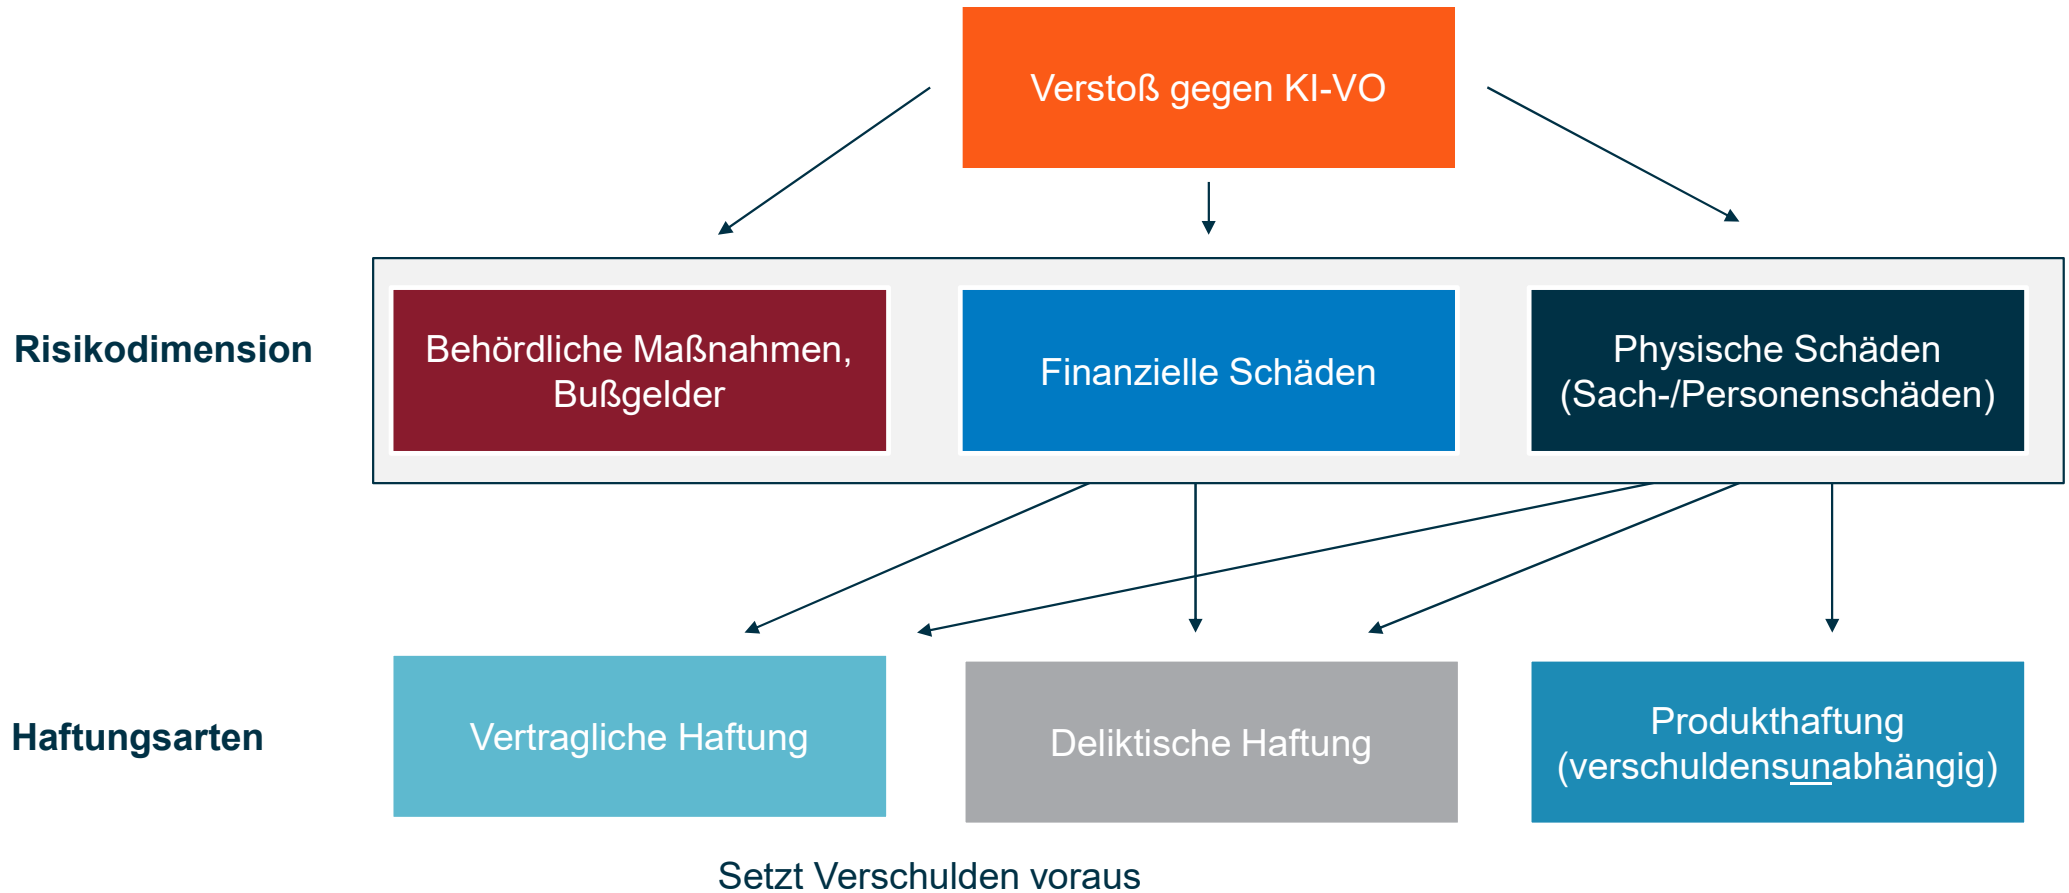 Verstoß gegen KI-VO
Risikodimension
Behördliche Maßnahmen,
Bußgelder
Finanzielle Schäden
Physische Schäden
(Sach-/Personenschäden)
Haftungsarten
Vertragliche Haftung
Deliktische Haftung
Produkthaftung
(verschuldensunabhängig)
Setzt Verschulden voraus